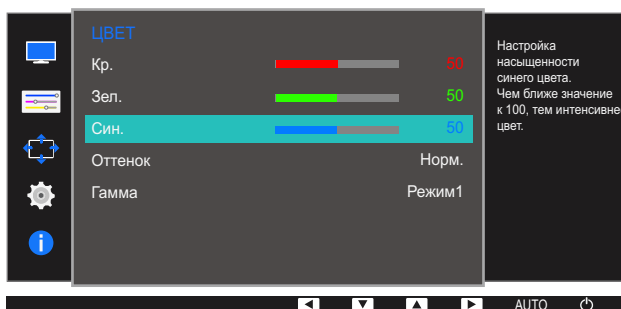 ЦВЕТ
Кр. 50
Зел. 50
Син. 50
Оттенок Норм.
Гамма Режим1
Настройка
насыщенности
синего цвета.
Чем ближе значение
к 100, тем интенсивне
цвет.
AUTO